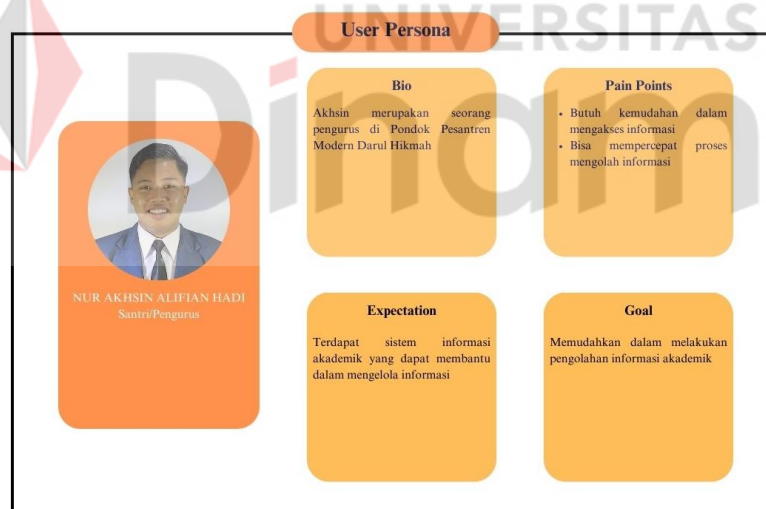 UNIVERSITAS
Dinam
User Persona
NUR AKHSIN ALIFIAN HADI
Santri/Pengurus
Bio
Akhsin merupakan seorang
pengurus di Pondok Pesantren
Modern Darul Hikmah
Pain Points
• Butuh kemudahan dalam
mengakses informasi
• Bisa mempercepat proses
mengolah informasi
Expectation
Terdapat sistem informasi
akademik yang dapat membantu
dalam mengelola informasi
Goal
Memudahkan dalam melakukan
pengolahan informasi akademik